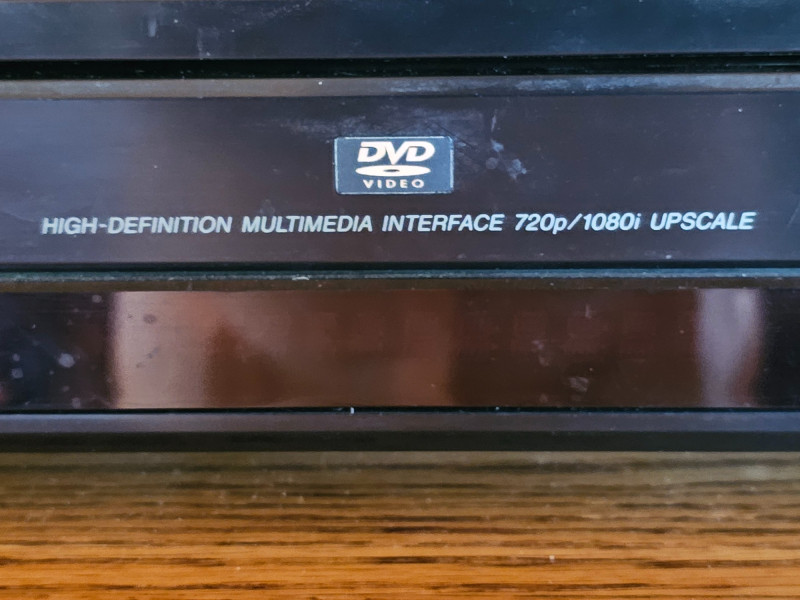 DVD
VIDEO
HIGH-DEFINITION MULTIMEDIA INTERFACE 720p/1080i UPSCALE